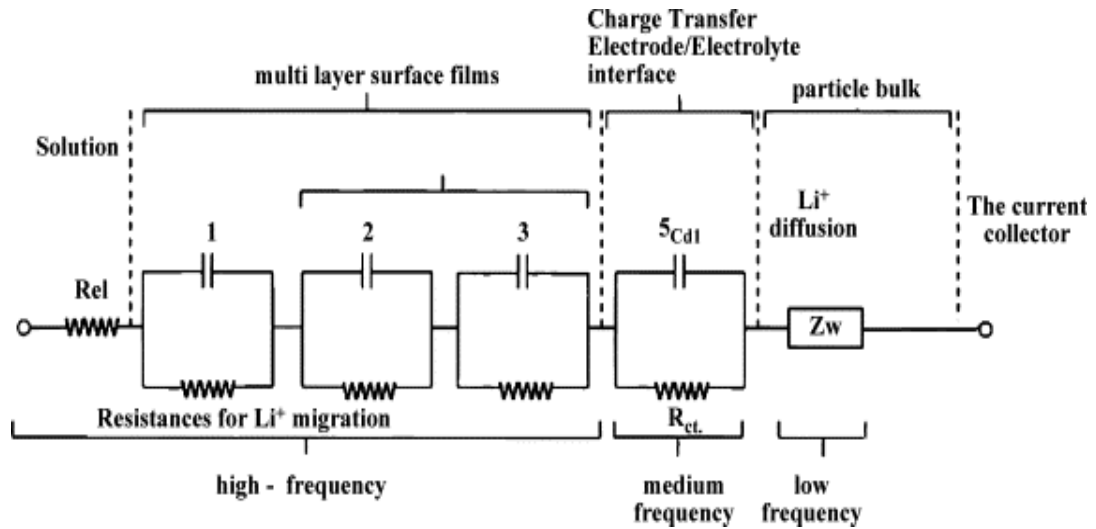 Charge Transfer
Electrode/Electrolyte
interface
multi layer surface films
particle bulk
Solution
Li⁺
diffusion
The current
collector
1
2
3
5Cd1
Rel
Zw
Resistances for Li⁺ migration
Rct.
high - frequency
medium
frequency
low
frequency